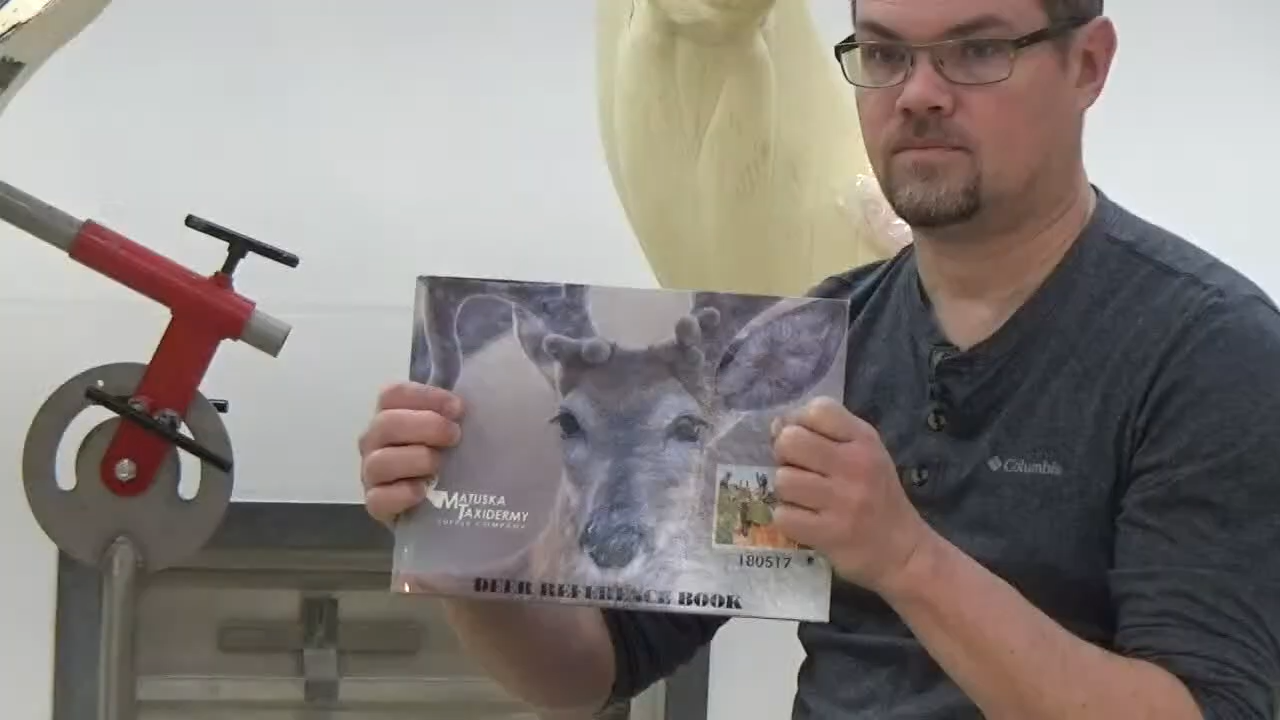 Columbia
MATUSKA
TAXIDERMY
SUPPLY COMPANY
180517
DEER REFERENCE BOOK